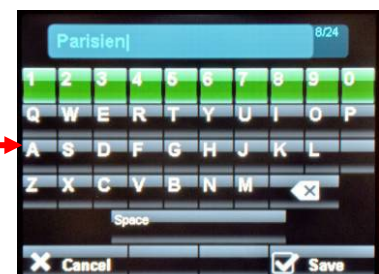 Parisien
8/24
1 2 3 4 5 6 7 8 9 0
Q W E R T Y U I O P
A S D F G H J K L
Z X C V B N M
Space
Cancel Save